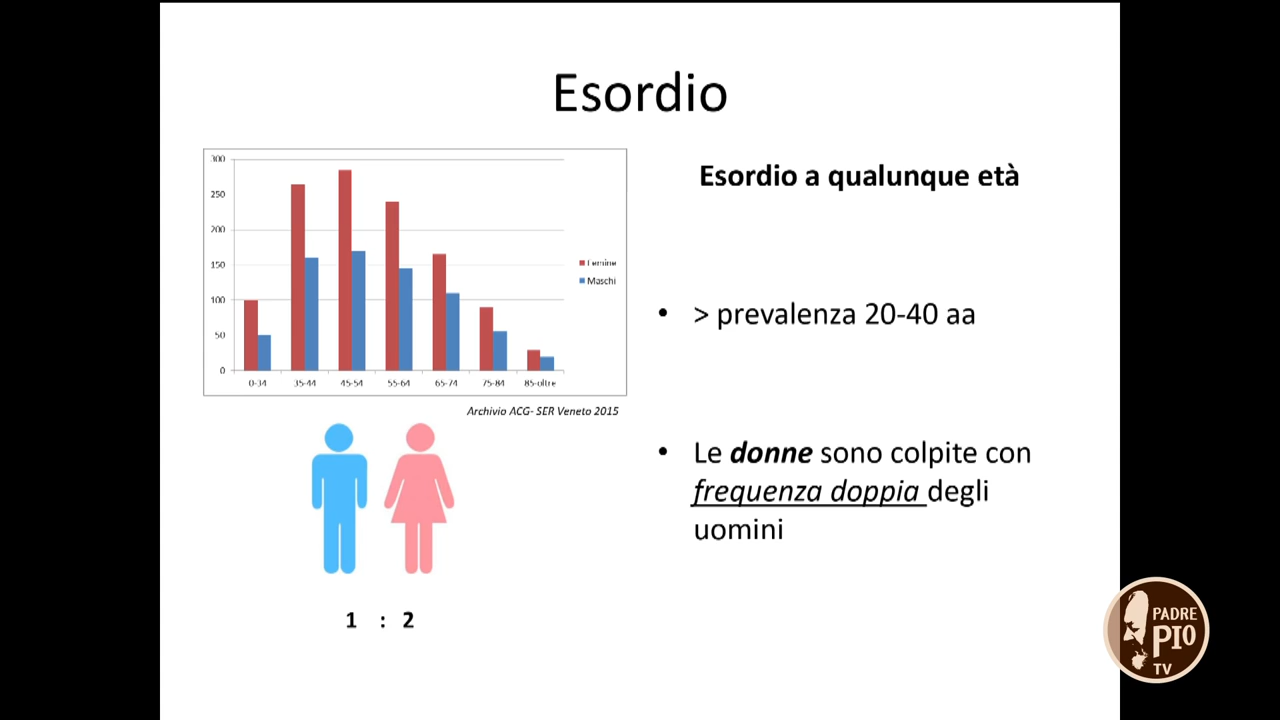 Esordio
300
250
200
150
100
50
0
0-34 35-44 45-54 55-64 65-74 75-84 85-oltre
Femine
Maschi
Archivio ACG- SER Veneto 2015
1 : 2
Esordio a qualunque età
• > prevalenza 20-40 aa
• Le donne sono colpite con
frequenza doppia degli
uomini
PADRE
PIO
TV